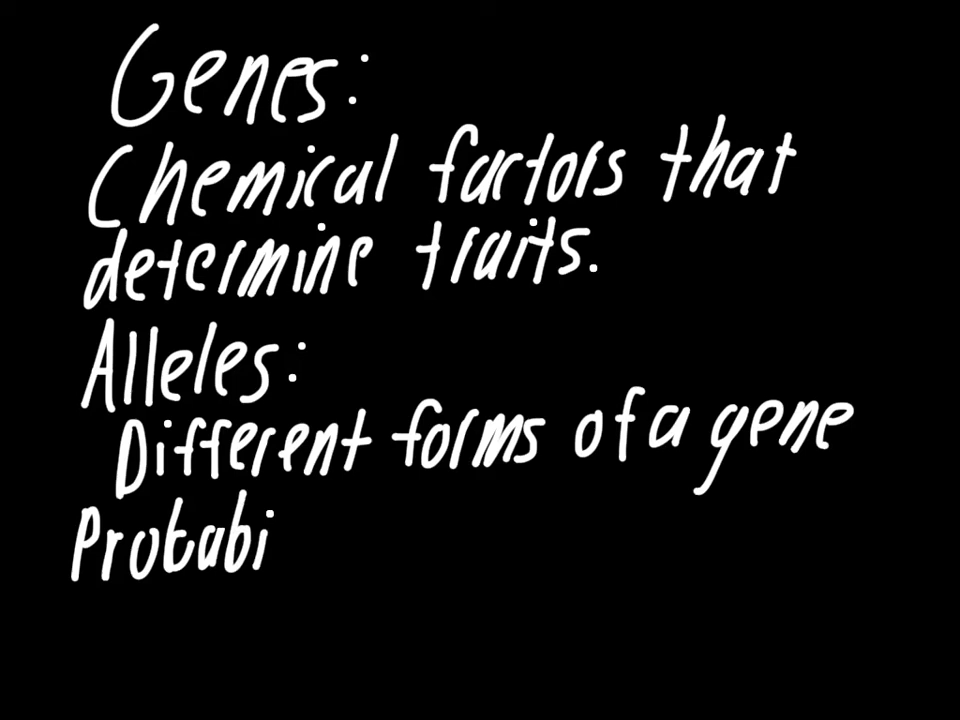 Genes:
Chemical factors that
determine traits.
Alleles:
Different forms of a gene
Probabi